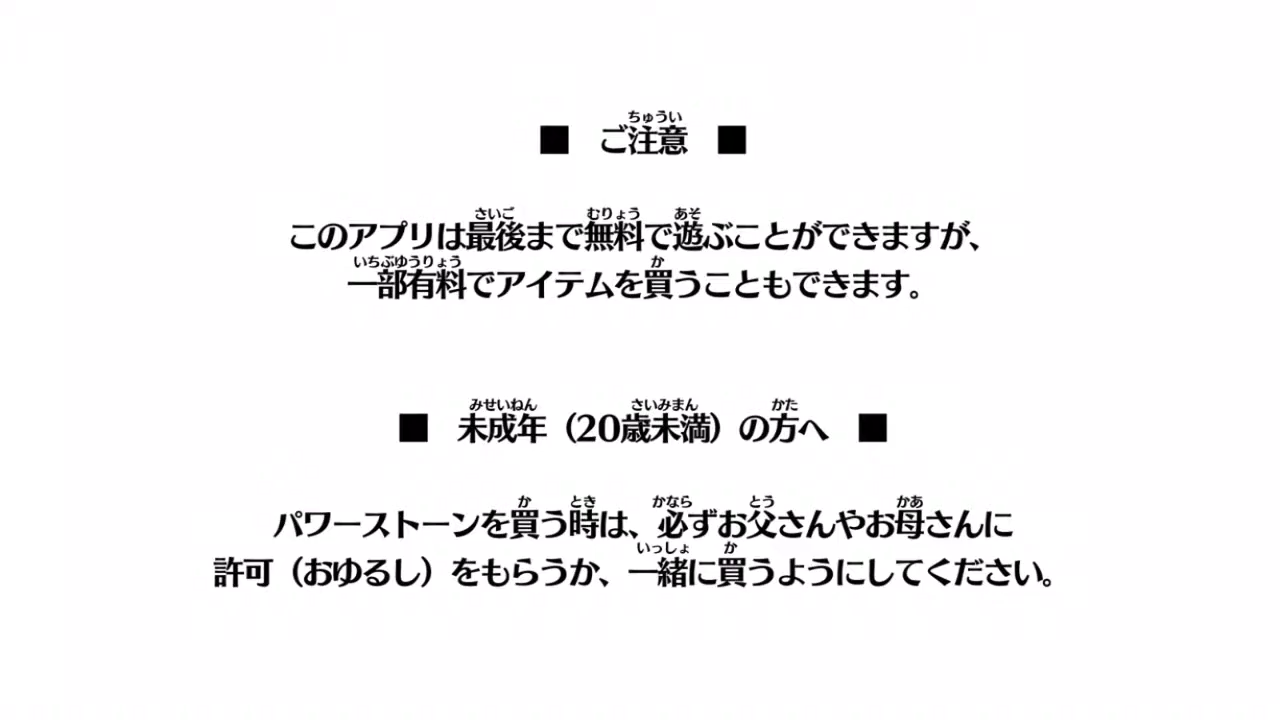 ■ ご注意 ■
このアプリは最後まで無料で遊ぶことができますが、
一部有料でアイテムを買うこともできます。
■ 未成年（20歳未満）の方へ ■
パワーストーンを買う時は、必ずお父さんやお母さんに
許可（おゆるし）をもらうか、一緒に買うようにしてください。